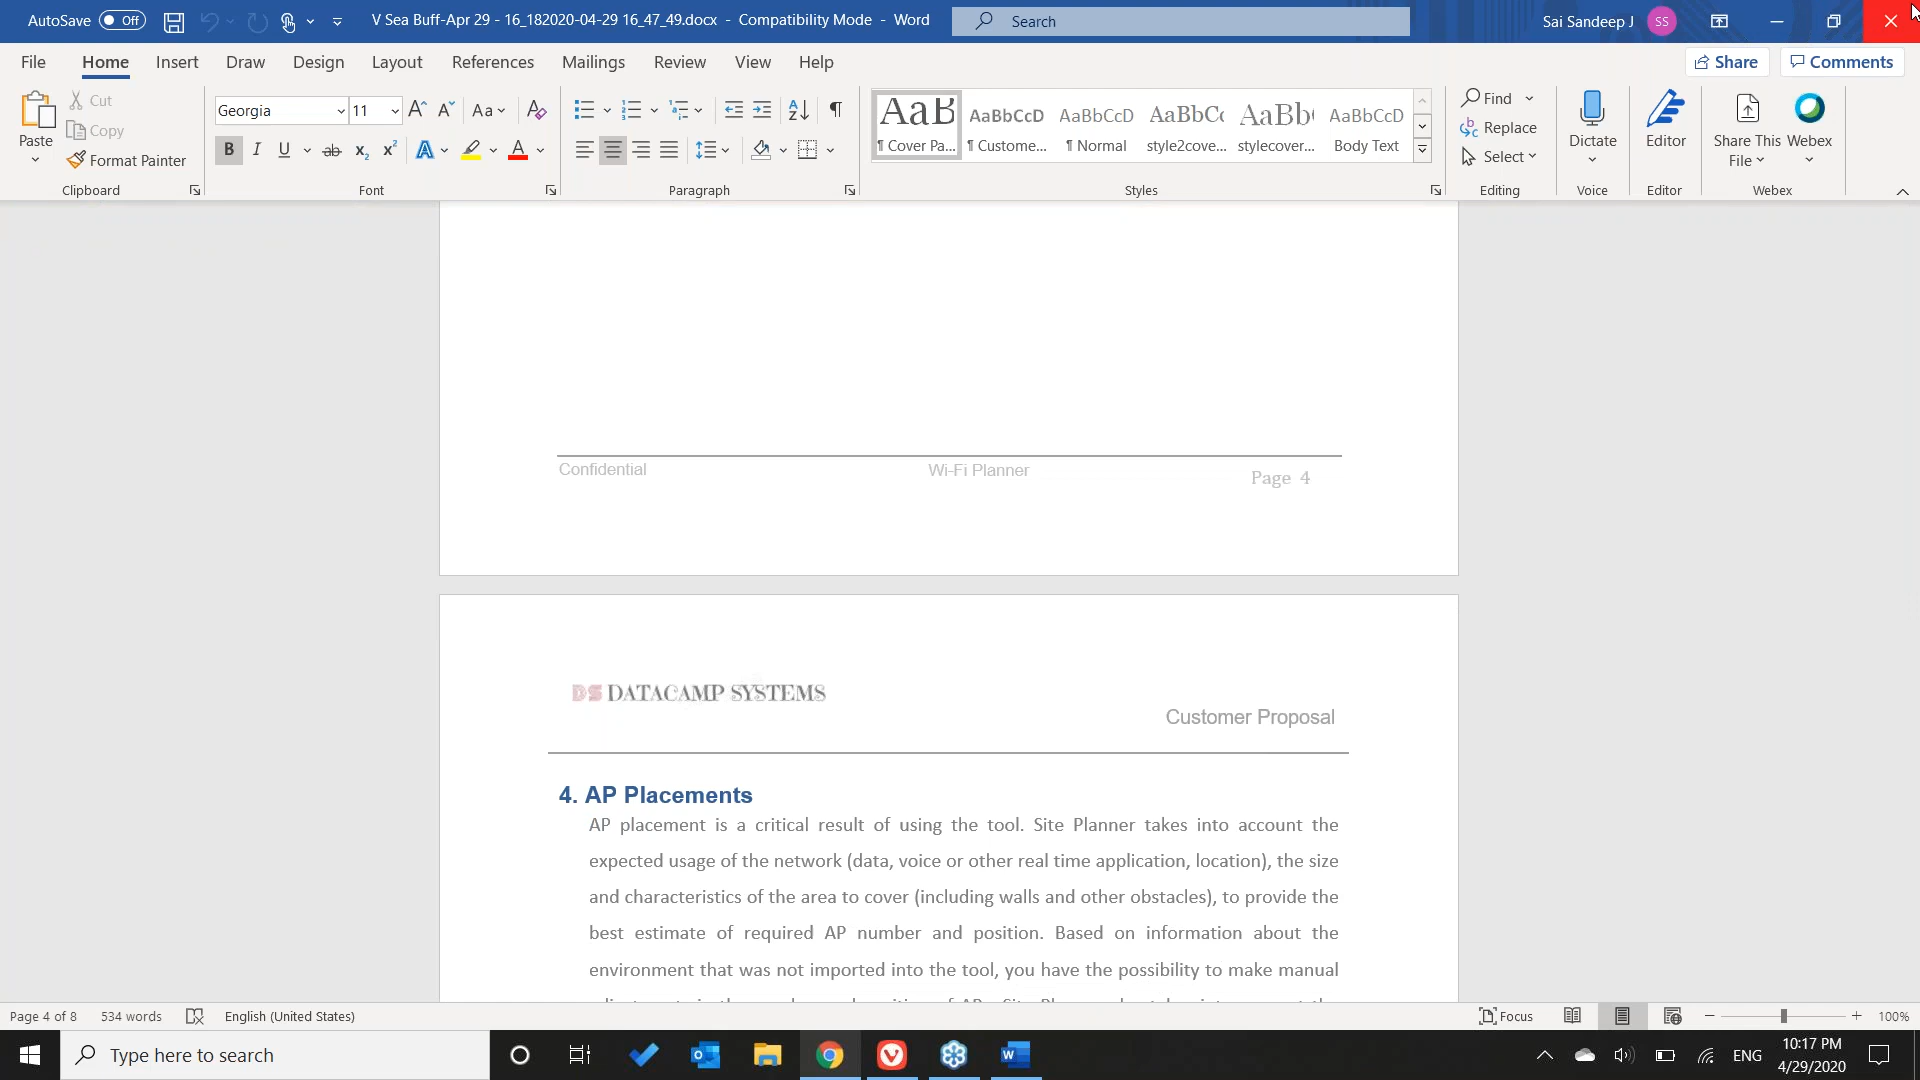 AutoSave Off V Sea Buff-Apr 29 - 16_182020-04-29 16_47_49.docx - Compatibility Mode - Word Search Sai Sandeep J SS
File Home Insert Draw Design Layout References Mailings Review View Help Share Comments
Paste Cut Copy Format Painter
Georgia 11 Aa
B I U ab x2 x2 A A
AaB AaBbCcD AaBbCcD AaBbCc AaBb( AaBbCcD
¶ Cover Pa... ¶ Custome... ¶ Normal style2cove... stylecover... Body Text
Find Replace Select
Dictate Editor Share This File Webex
Clipboard Font Paragraph Styles Editing Voice Editor Webex
Confidential Wi-Fi Planner Page 4
DS DATACAMP SYSTEMS
Customer Proposal
4. AP Placements
AP placement is a critical result of using the tool. Site Planner takes into account the
expected usage of the network (data, voice or other real time application, location), the size
and characteristics of the area to cover (including walls and other obstacles), to provide the
best estimate of required AP number and position. Based on information about the
environment that was not imported into the tool, you have the possibility to make manual
Page 4 of 8 534 words English (United States) Focus 100%
Type here to search ENG 10:17 PM
4/29/2020